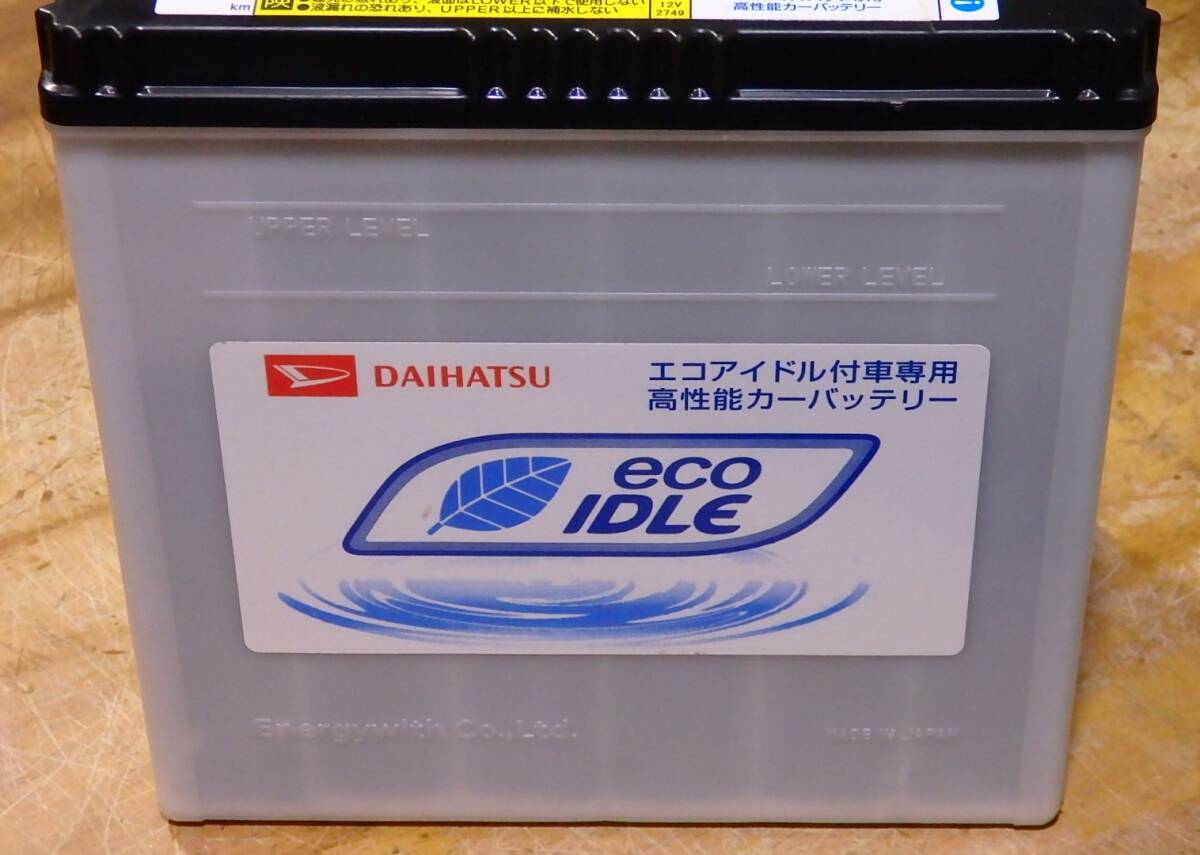 km
険
液漏れの恐れあり、UPPER以上に補水しない
12V
2749
高性能カーバッテリー
UPPER LEVEL
LOWER LEVEL
DAIHATSU
エコアイドル付車専用
高性能カーバッテリー
eco
IDLE
Energywith Co.,Ltd.
MADE IN JAPAN